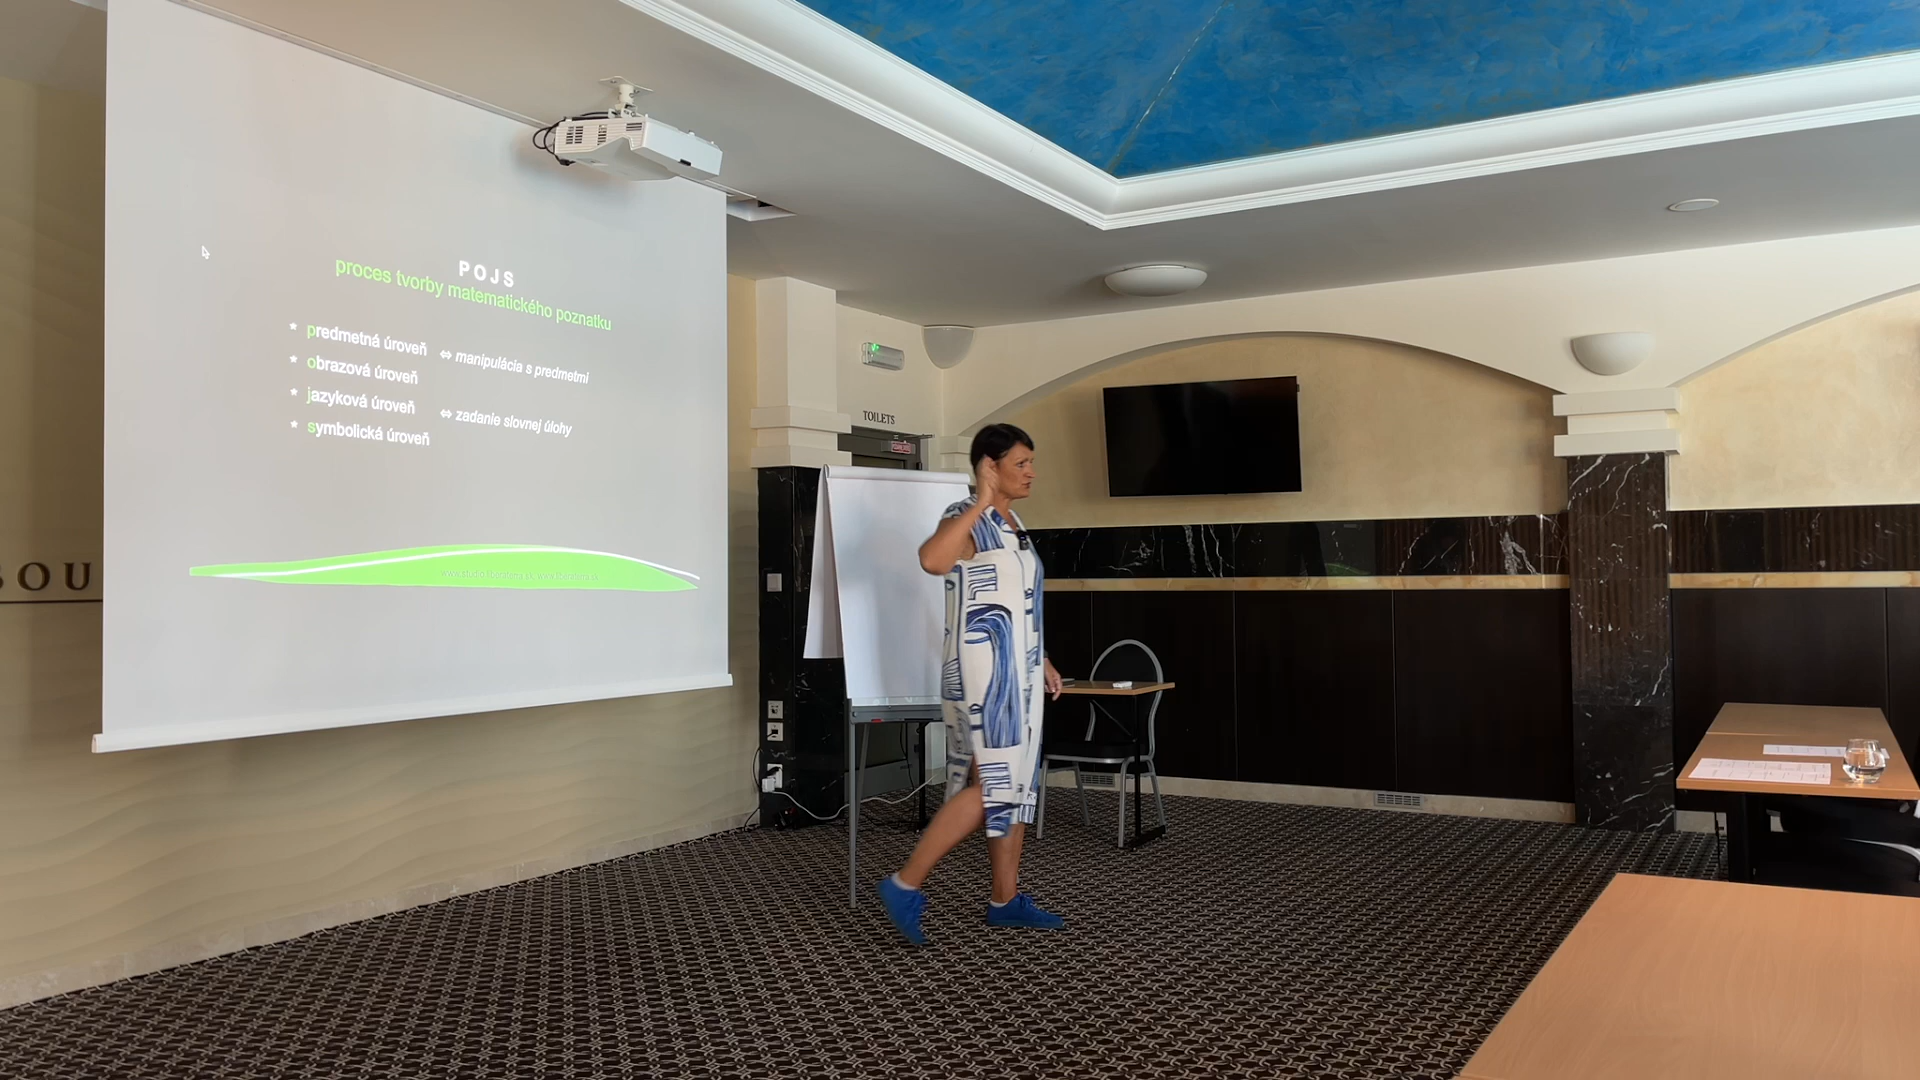 POJS
proces tvorby matematického poznatku
* predmetná úroveň ⇔ manipulácia s predmetmi
* obrazová úroveň
* jazyková úroveň ⇔ zadanie slovnej úlohy
* symbolická úroveň
TOILETS
BOU